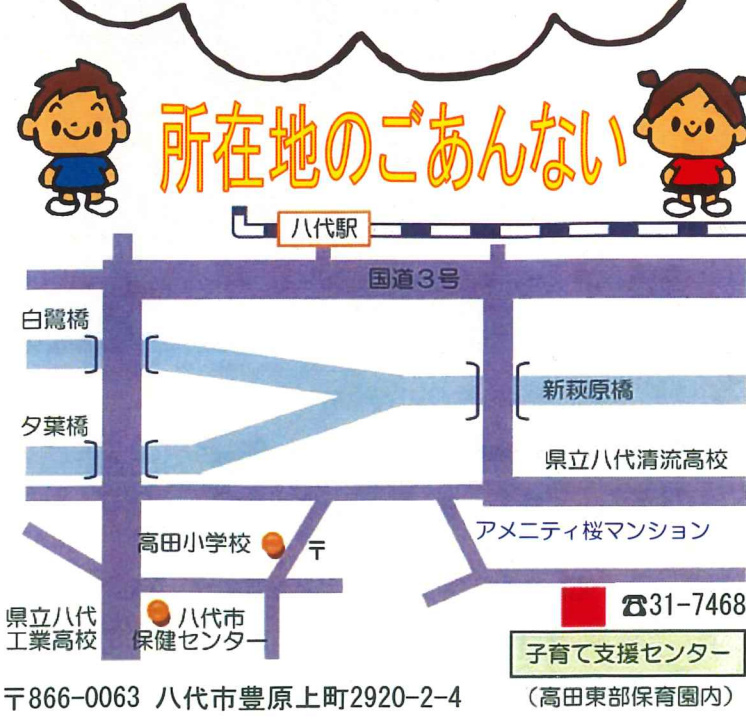 所在地のごあんない
八代駅
国道3号
白鷺橋
新萩原橋
夕葉橋
県立八代清流高校
アメニティ桜マンション
高田小学校
〒
県立八代
工業高校
八代市
保健センター
☎31-7468
子育て支援センター
〒866-0063 八代市豊原上町2920-2-4
（高田東部保育園内）